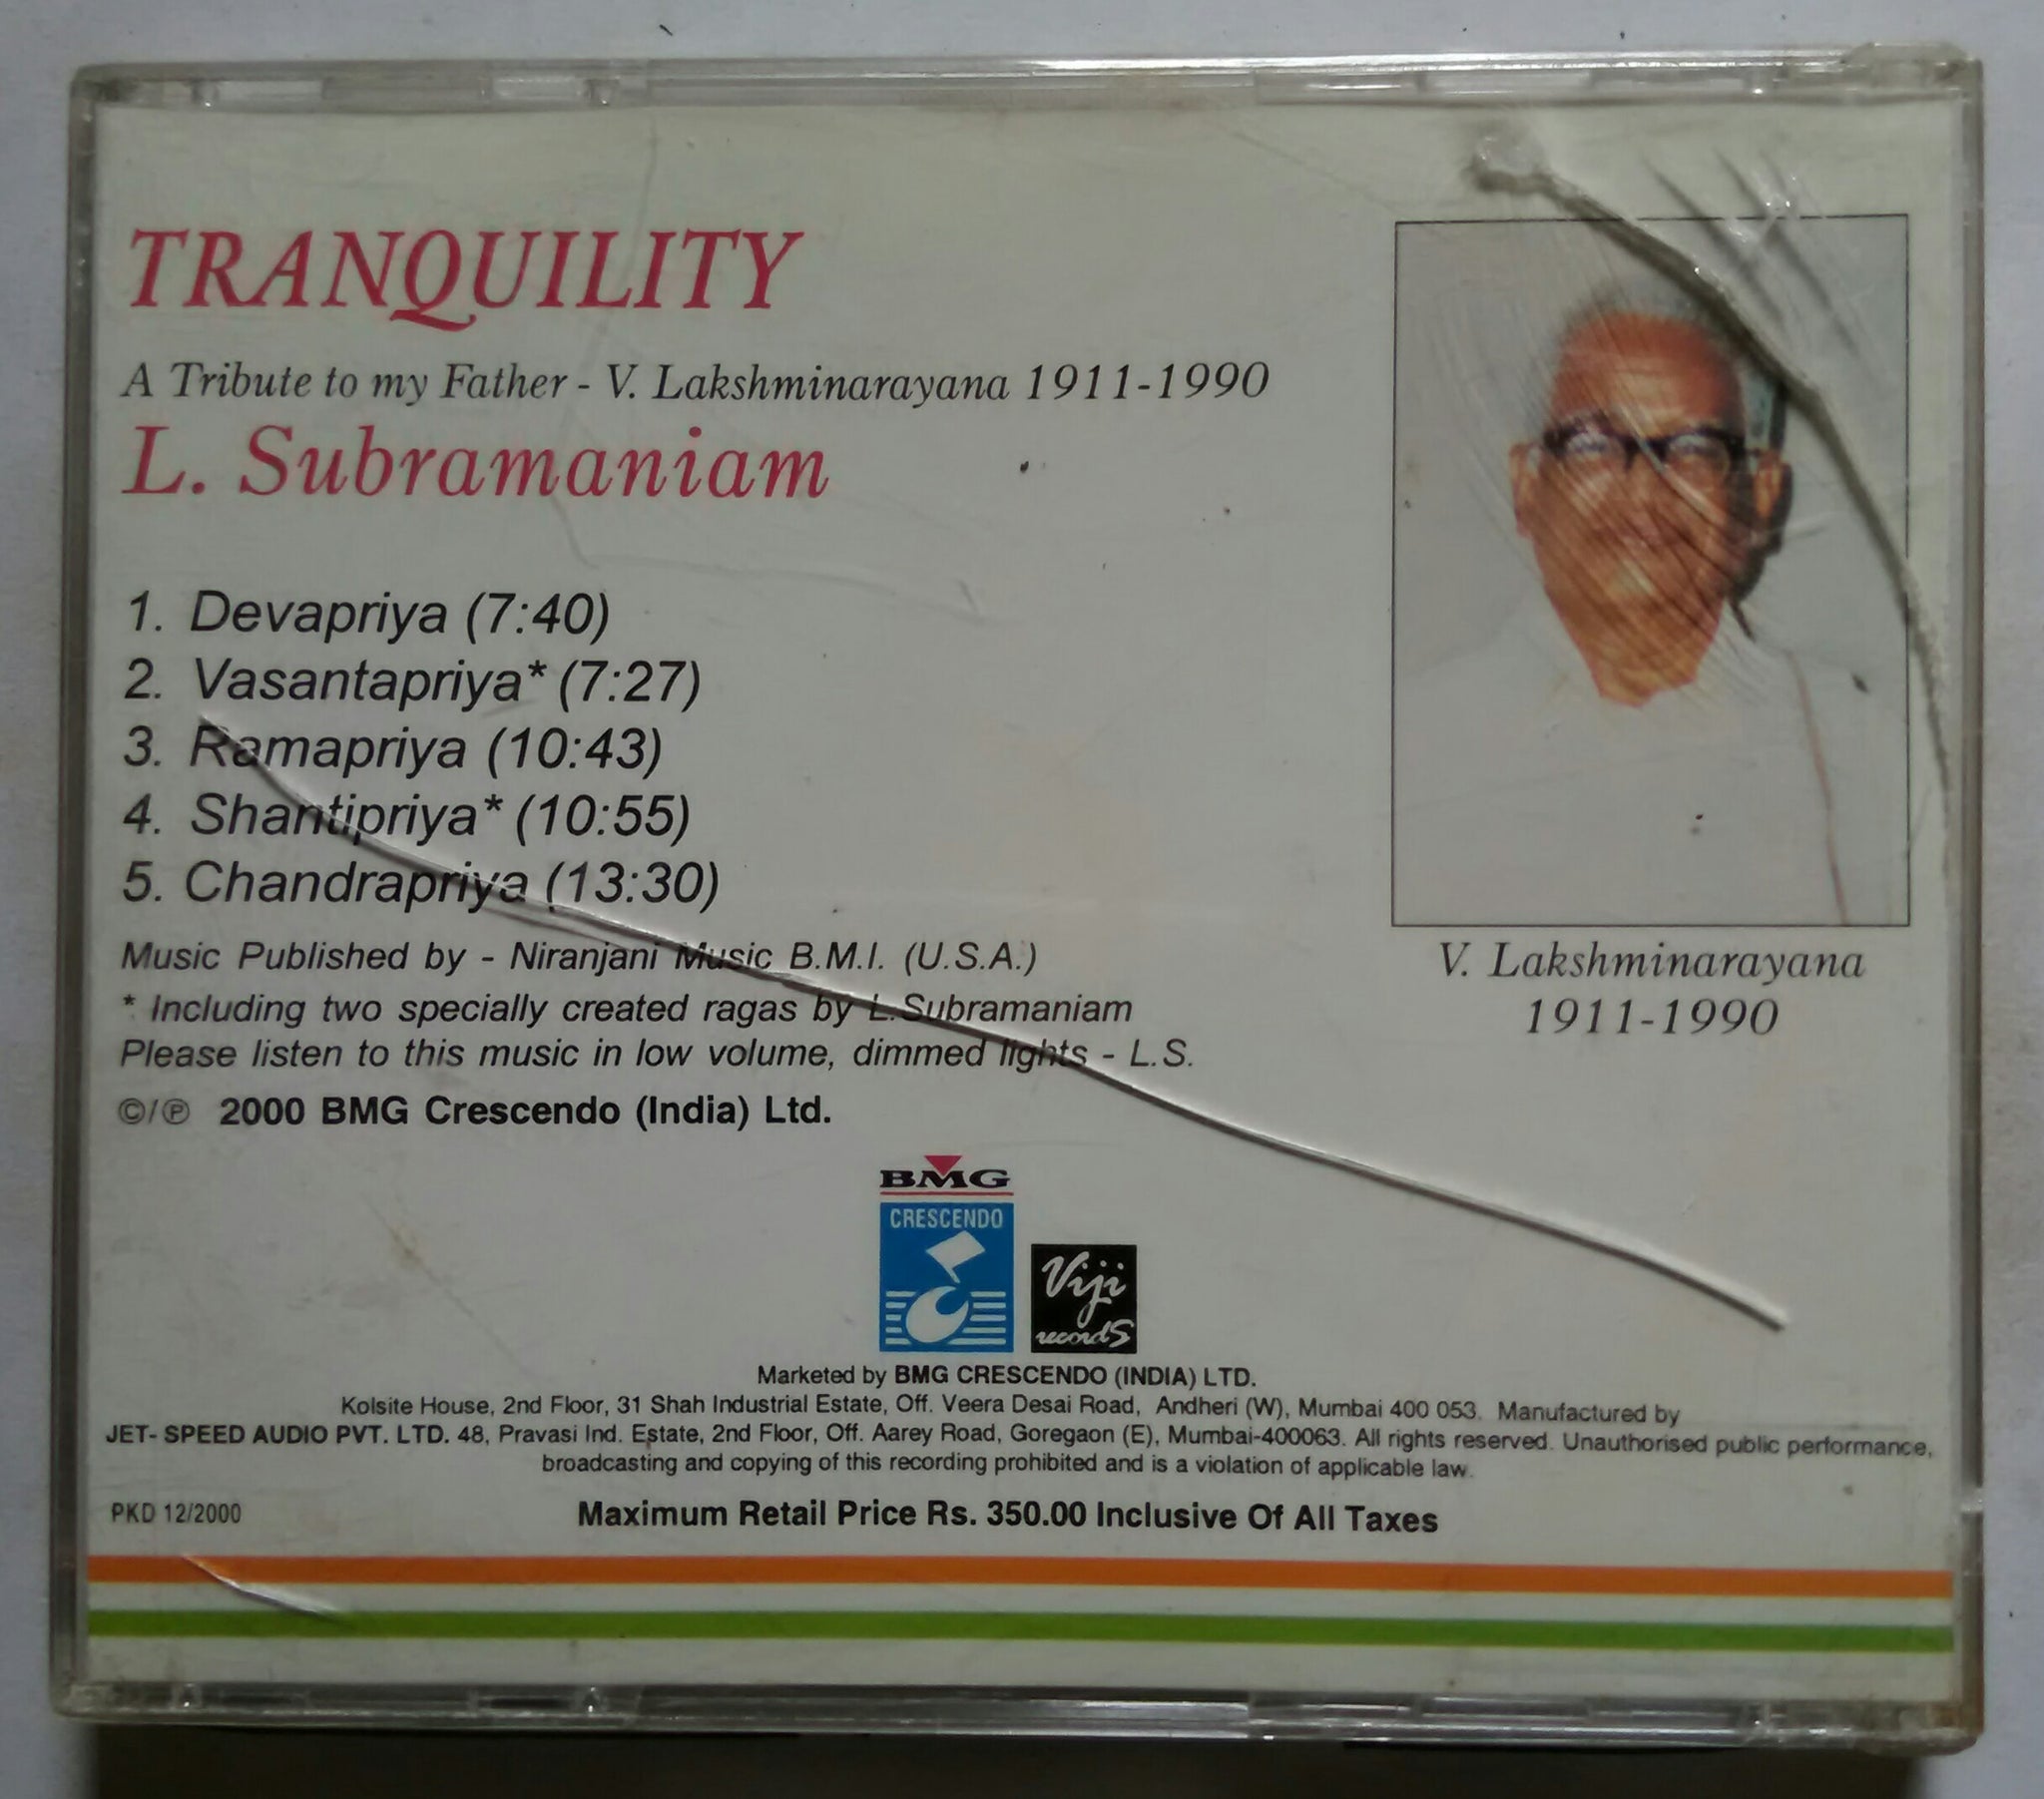 TRANQUILITY
A Tribute to my Father - V. Lakshminarayana 1911-1990
L. Subramaniam
1. Devapriya (7:40)
2. Vasantapriya* (7:27)
3. Ramapriya (10:43)
4. Shantipriya* (10:55)
5. Chandrapriya (13:30)
Music Published by - Niranjani Music B.M.I. (U.S.A.)
* Including two specially created ragas by L.Subramaniam
Please listen to this music in low volume, dimmed lights - L.S.
©/℗ 2000 BMG Crescendo (India) Ltd.
V. Lakshminarayana
1911-1990
BMG
CRESCENDO
Viji
records
Marketed by BMG CRESCENDO (INDIA) LTD.
Kolsite House, 2nd Floor, 31 Shah Industrial Estate, Off. Veera Desai Road, Andheri (W), Mumbai 400 053. Manufactured by
JET- SPEED AUDIO PVT. LTD. 48, Pravasi Ind. Estate, 2nd Floor, Off. Aarey Road, Goregaon (E), Mumbai-400063. All rights reserved. Unauthorised public performance,
broadcasting and copying of this recording prohibited and is a violation of applicable law.
PKD 12/2000
Maximum Retail Price Rs. 350.00 Inclusive Of All Taxes